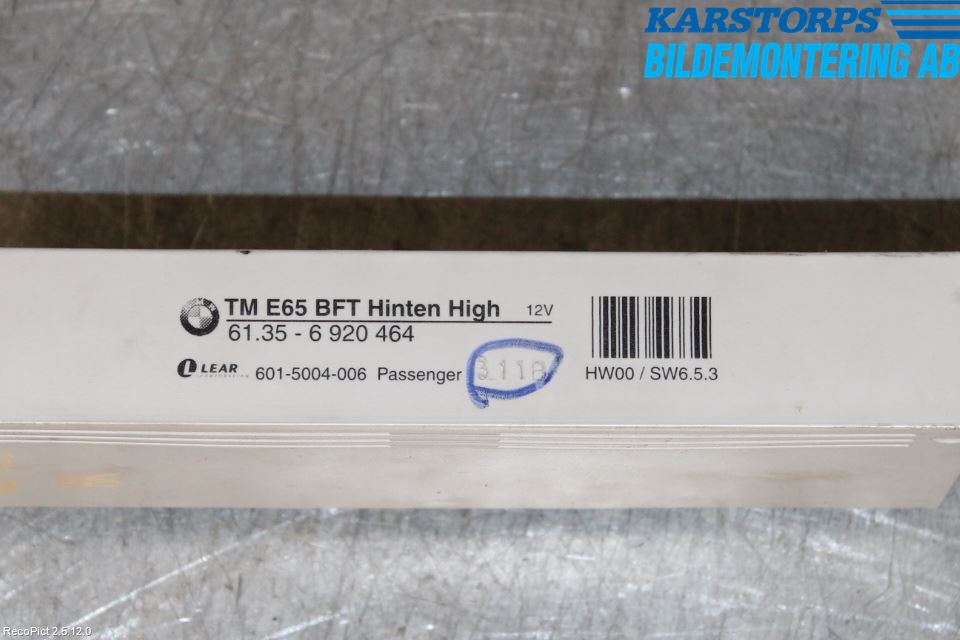 KARSTORPS
BILDEMONTERING AB
TM E65 BFT Hinten High 12V
61.35 - 6 920 464
LEAR 601-5004-006 Passenger
HW00 / SW6.5.3
RecoPict 2.5.12.0